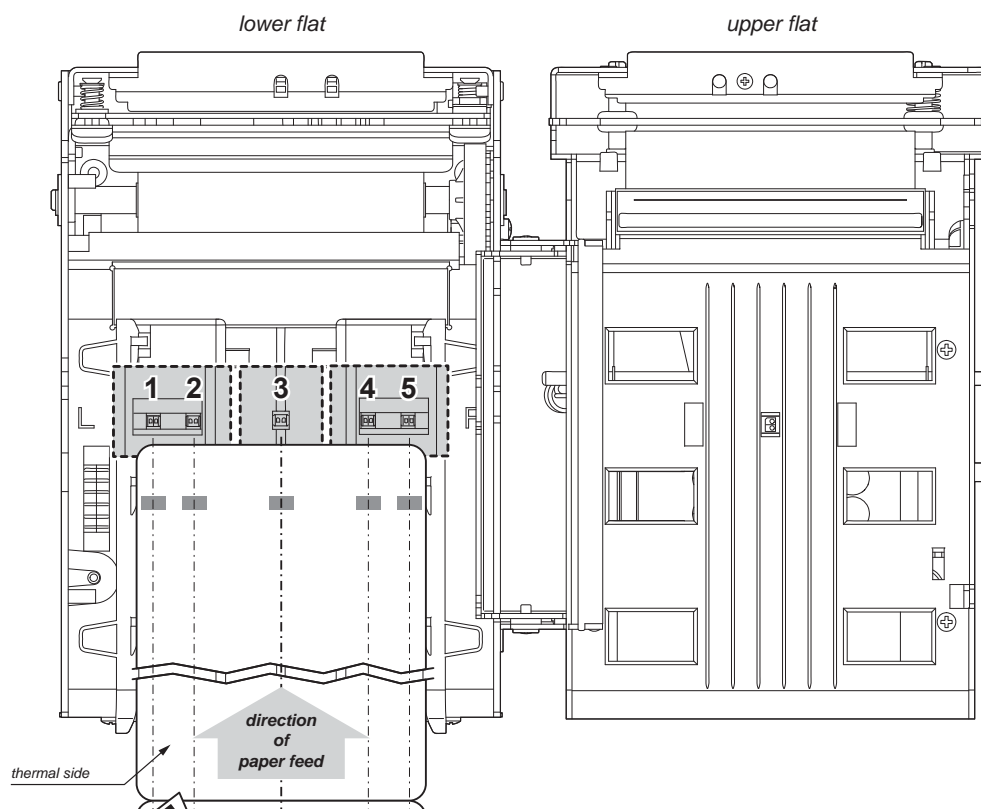 lower flat
upper flat
1 2 3 4 5
L
direction
of
paper feed
thermal side